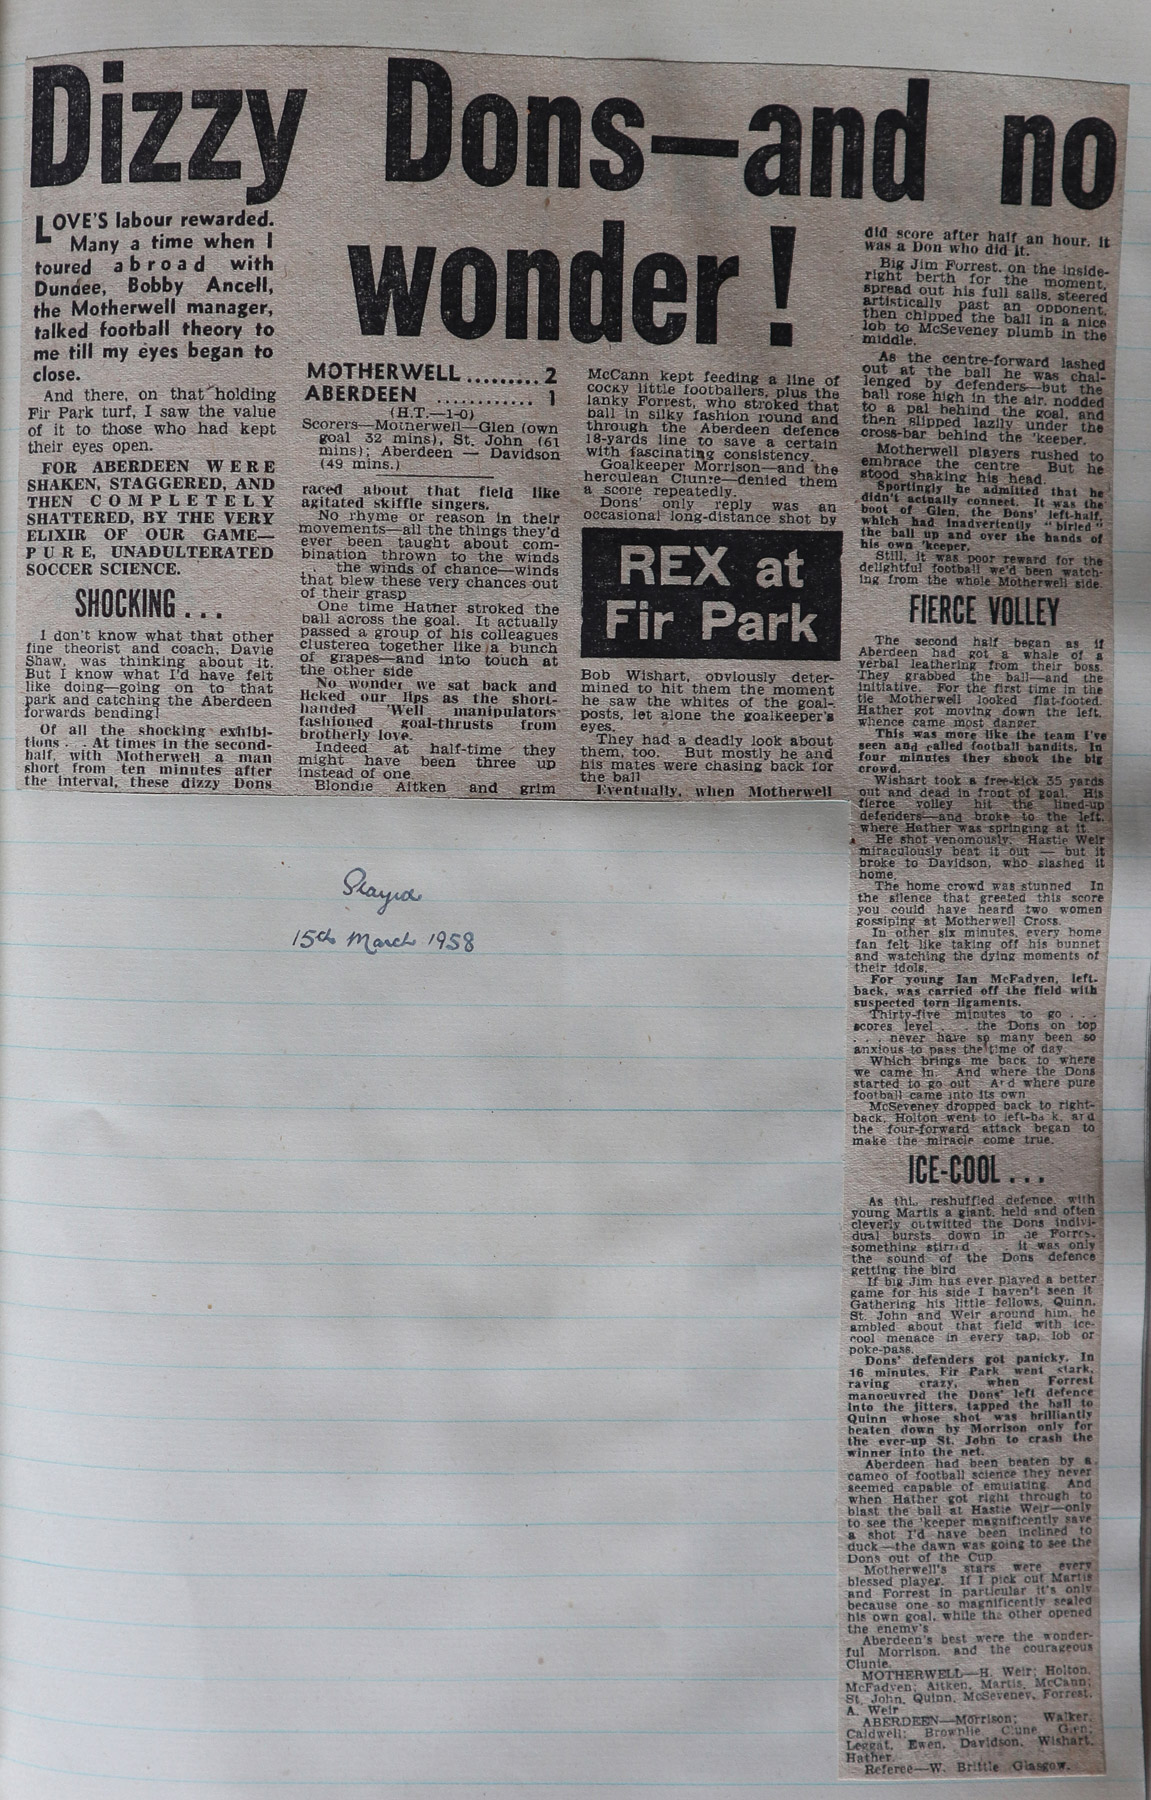 Dizzy Dons—and no
wonder!
LOVE'S labour rewarded.
Many a time when I
toured abroad with
Dundee, Bobby Ancell,
the Motherwell manager,
talked football theory to
me till my eyes began to
close.
And there, on that holding
Fir Park turf, I saw the value
of it to those who had kept
their eyes open.
FOR ABERDEEN WERE
SHAKEN, STAGGERED, AND
THEN COMPLETELY
SHATTERED, BY THE VERY
ELIXIR OF OUR GAME—
PURE, UNADULTERATED
SOCCER SCIENCE.
SHOCKING . . .
I don't know what that other
fine theorist and coach, Davie
Shaw, was thinking about it.
But I know what I'd have felt
like doing—going on to that
park and catching the Aberdeen
forwards bending!
Of all the shocking exhibi-
tions . . At times in the second-
half, with Motherwell a man
short from ten minutes after
the interval, these dizzy Dons
MOTHERWELL .......... 2
ABERDEEN ............ 1
(H.T.—1-0)
Scorers—Motherwell—Glen (own
goal 32 mins), St. John (61
mins); Aberdeen — Davidson
(49 mins.)
raced about that field like
agitated skiffle singers.
No rhyme or reason in their
movements—all the things they'd
ever been taught about com-
bination thrown to the winds
. the winds of chance—winds
that blew these very chances out
of their grasp
One time Hather stroked the
ball across the goal. It actually
passed a group of his colleagues
clustered together like a bunch
of grapes—and into touch at
the other side
No wonder we sat back and
licked our lips as the short-
handed 'Well manipulators
fashioned goal-thrusts from
brotherly love.
Indeed at half-time they
might have been three up
instead of one
Blondie Aitken and grim
McCann kept feeding a line of
cocky little footballers, plus the
lanky Forrest, who stroked that
ball in silky fashion round and
through the Aberdeen defence
18-yards line to save a certain
with fascinating consistency.
Goalkeeper Morrison—and the
herculean Clunie—denied them
a score repeatedly.
Dons' only reply was an
occasional long-distance shot by
REX at
Fir Park
Bob Wishart, obviously deter-
mined to hit them the moment
he saw the whites of the goal-
posts, let alone the goalkeeper's
eyes.
They had a deadly look about
them, too. But mostly he and
his mates were chasing back for
the ball
Eventually, when Motherwell
did score after half an hour, it
was a Don who did it.
Big Jim Forrest, on the inside-
right berth for the moment,
spread out his full sails, steered
artistically past an opponent,
then chipped the ball in a nice
lob to McSeveney plumb in the
middle.
As the centre-forward lashed
out at the ball he was chal-
lenged by defenders—but the
ball rose high in the air, nodded
to a pal behind the goal, and
then slipped lazily under the
cross-bar behind the 'keeper.
Motherwell players rushed to
embrace the centre But he
stood shaking his head.
Sportingly he admitted that he
didn't actually connect. It was the
boot of Glen, the Dons' left-half,
which had inadvertently "birled"
the ball up and over the hands of
his own 'keeper.
Still, it was poor reward for the
delightful football we'd been watch-
ing from the whole Motherwell side.
FIERCE VOLLEY
The second half began as if
Aberdeen had got a whale of a
verbal leathering from their boss.
They grabbed the ball—and the
initiative. For the first time in the
tie Motherwell looked flat-footed.
Hather got moving down the left,
whence came most danger.
This was more like the team I've
seen and called football bandits. In
four minutes they shook the big
crowd.
Wishart took a free-kick 35 yards
out and dead in front of goal. His
fierce volley hit the lined-up
defenders—and broke to the left,
where Hather was springing at it
He shot venomously. Hastie Weir
miraculously beat it out — but it
broke to Davidson, who slashed it
home.
The home crowd was stunned In
the silence that greeted this score
you could have heard two women
gossiping at Motherwell Cross.
In other six minutes, every home
fan felt like taking off his bunnet
and watching the dying moments of
their idols.
For young Ian McFadyen, left-
back, was carried off the field with
suspected torn ligaments.
Thirty-five minutes to go . . .
scores level . . . the Dons on top
. . . never have so many been so
anxious to pass the time of day.
Which brings me back to where
we came in. And where the Dons
started to go out And where pure
football came into its own
McSeveney dropped back to right-
back, Holton went to left-back, and
the four-forward attack began to
make the miracle come true.
ICE-COOL . . .
As this reshuffled defence, with
young Martis a giant, held and often
cleverly outwitted the Dons indivi-
dual bursts, down in
something stirred . . it was only
the sound of the Dons defence
getting the bird
If big Jim has ever played a better
game for his side I haven't seen it
Gathering his little fellows, Quinn,
St. John and Weir around him, he
ambled about that field with ice-
cool menace in every tap, lob or
poke-pass.
Dons' defenders got panicky. In
16 minutes, Fir Park went stark,
raving crazy, when Forrest
manoeuvred the Dons' left defence
into the jitters, tapped the ball to
Quinn whose shot was brilliantly
beaten down by Morrison only for
the ever-up St. John to crash the
winner into the net.
Aberdeen had been beaten by a
cameo of football science they never
seemed capable of emulating. And
when Hather got right through to
blast the ball at Hastie Weir—only
to see the 'keeper magnificently save
a shot I'd have been inclined to
duck—the dawn was going to see the
Dons out of the Cup
Motherwell's stars were every
blessed player. If I pick out Martis
and Forrest in particular it's only
because one so magnificently sealed
his own goal, while the other opened
the enemy's
Aberdeen's best were the wonder-
ful Morrison, and the courageous
Clunie.
MOTHERWELL—H. Weir; Holton,
McFadyen; Aitken, Martis, McCann;
St. John, Quinn, McSeveney, Forrest,
A. Weir
ABERDEEN—Morrison; Walker,
Caldwell; Brownlie, Clunie, Glen;
Leggat, Ewen, Davidson, Wishart,
Hather.
Referee—W. Brittle Glasgow.
Played
15th March 1958